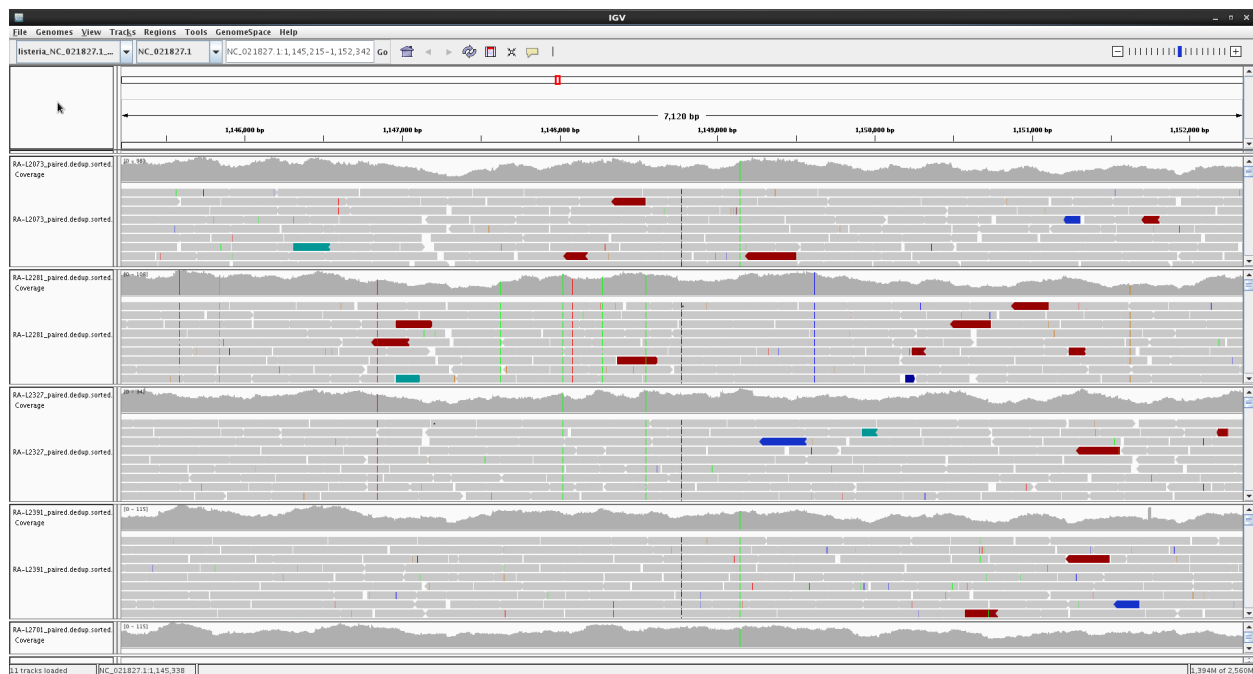 IGV
File Genomes View Tracks Regions Tools GenomeSpace Help
listeria_NC_021827.1_... NC_021827.1 NC_021827.1:1,145,215-1,152,342 Go
7,120 bp
1,146,000 bp 1,147,000 bp 1,148,000 bp 1,149,000 bp 1,150,000 bp 1,151,000 bp 1,152,000 bp
RA-L2073_paired.dedup.sorted.
Coverage
RA-L2073_paired.dedup.sorted.
RA-L2281_paired.dedup.sorted.
Coverage
[0 - 108]
RA-L2281_paired.dedup.sorted.
RA-L2327_paired.dedup.sorted.
Coverage
RA-L2327_paired.dedup.sorted.
RA-L2391_paired.dedup.sorted.
Coverage
[0 - 115]
RA-L2391_paired.dedup.sorted.
RA-L2701_paired.dedup.sorted.
Coverage
[0 - 115]
11 tracks loaded NC_021827.1:1,145,338 1,394M of 2,560M